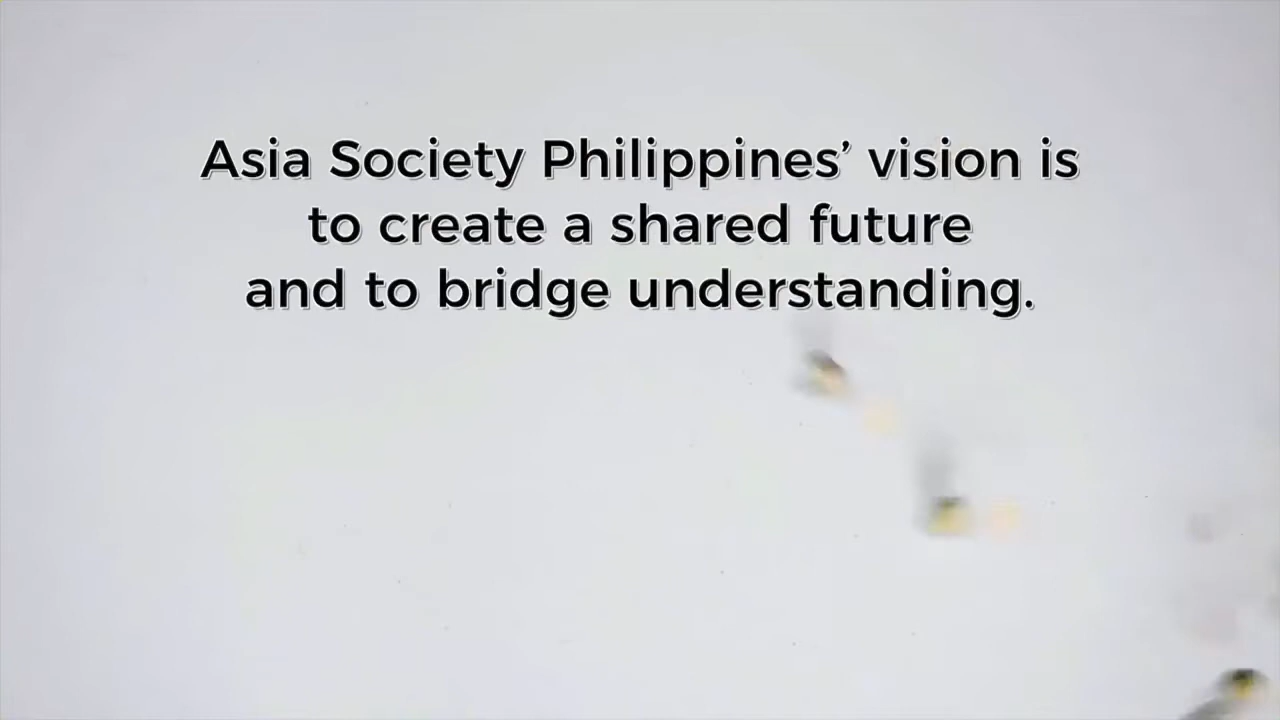 Asia Society Philippines’ vision is
to create a shared future
and to bridge understanding.